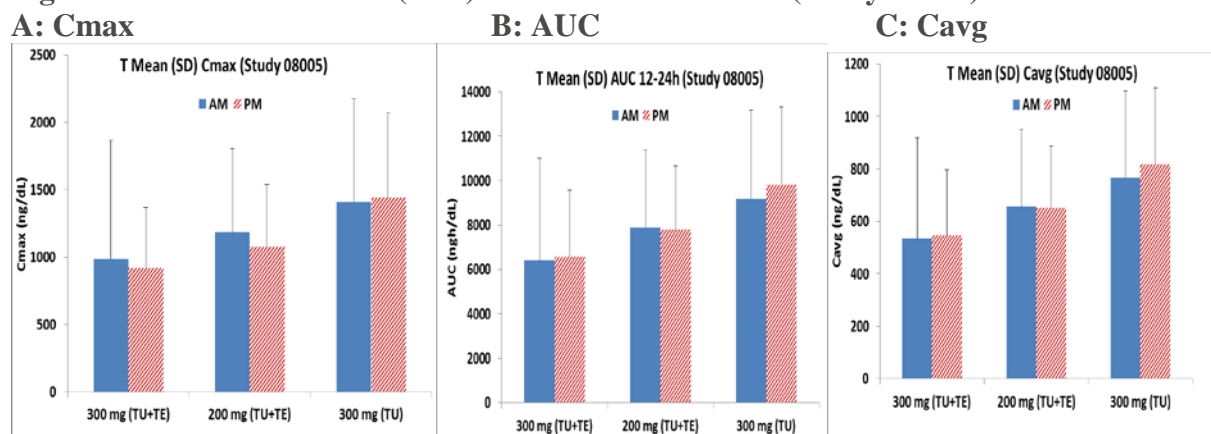 A: Cmax B: AUC C: Cavg
T Mean (SD) Cmax (Study 08005)
AM PM
Cmax (ng/dL)
2500
2000
1500
1000
500
0
300 mg (TU+TE) 200 mg (TU+TE) 300 mg (TU)
T Mean (SD) AUC 12-24h (Study 08005)
AM PM
AUC (ngh/dL)
14000
12000
10000
8000
6000
4000
2000
0
300 mg (TU+TE) 200 mg (TU+TE) 300 mg (TU)
T Mean (SD) Cavg (Study 08005)
AM PM
Cavg (ng/dL)
1200
1000
800
600
400
200
0
300 mg (TU+TE) 200 mg (TU+TE) 300 mg (TU)